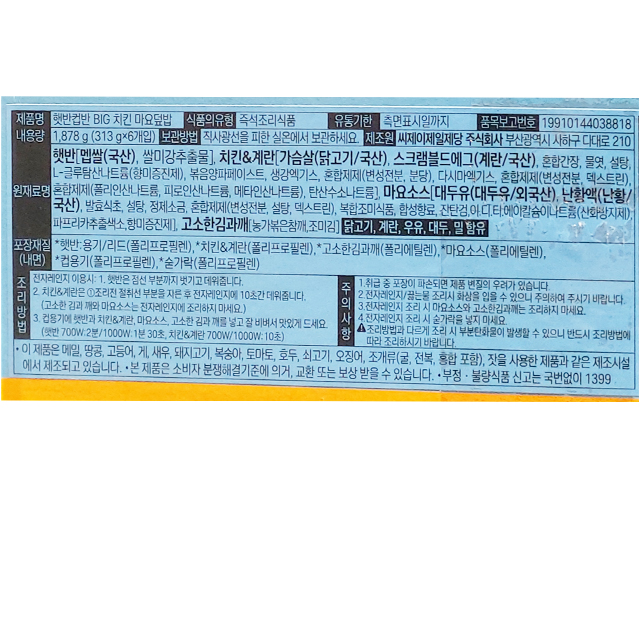 제품명 햇반컵반 BIG 치킨 마요덮밥 식품의유형 즉석조리식품 유통기한 측면표시일까지 품목보고번호 19910144038818
내용량 1,878 g (313 g×6개입) 보관방법 직사광선을 피한 실온에서 보관하세요. 제조원 씨제이제일제당 주식회사 부산광역시 사하구 다대로 210
원재료명 햇반[멥쌀(국산), 쌀미강추출물], 치킨&계란[가슴살(닭고기/국산), 스크램블드에그(계란/국산), 혼합간장, 물엿, 설탕,
L-글루탐산나트륨(향미증진제), 볶음양파페이스트, 생강엑기스, 혼합제제(변성전분, 분당), 다시마엑기스, 혼합제제(변성전분, 덱스트린),
혼합제제(폴리인산나트륨, 피로인산나트륨, 메타인산나트륨), 탄산수소나트륨], 마요소스[대두유(대두유/외국산), 난황액(난황/
국산), 발효식초, 설탕, 정제소금, 혼합제제(변성전분, 설탕, 덱스트린), 복합조미식품, 합성향료, 잔탄검, 이.디.티.에이칼슘이나트륨(산화방지제),
파프리카추출색소, 향미증진제], 고소한김과깨[농가볶은참깨, 조미김] 닭고기, 계란, 우유, 대두, 밀 함유
포장재질 (내면) *햇반:용기/리드(폴리프로필렌), *치킨&계란(폴리프로필렌), *고소한김과깨(폴리에틸렌), *마요소스(폴리에틸렌),
*컵용기(폴리프로필렌), *숟가락(폴리프로필렌)
조리방법
전자레인지 이용시: 1. 햇반은 점선 부분까지 벗기고 데워줍니다.
2. 치킨&계란은 ①조리전 절취선 부분을 자른 후 전자레인지에 10초간 데워줍니다.
(고소한 김과 깨와 마요소스는 전자레인지에 조리하지 마세요.)
3. 컵용기에 햇반과 치킨&계란, 마요소스, 고소한 김과 깨를 넣고 잘 비벼서 맛있게 드세요.
(햇반 700W:2분/1000W:1분 30초, 치킨&계란 700W/1000W:10초)
주의사항
1.취급 중 포장이 파손되면 제품 변질의 우려가 있습니다.
2.전자레인지/끓는물 조리시 화상을 입을 수 있으니 주의하여 주시기 바랍니다.
3.전자레인지 조리 시 마요소스와 고소한김과깨는 조리하지 마세요.
4.전자레인지 조리 시 숟가락을 넣지 마세요.
⚠조리방법과 다르게 조리 시 부분탄화물이 발생할 수 있으니 반드시 조리방법에
따라 조리하시기 바랍니다.
• 이 제품은 메밀, 땅콩, 고등어, 게, 새우, 돼지고기, 복숭아, 토마토, 호두, 쇠고기, 오징어, 조개류(굴, 전복, 홍합 포함), 잣을 사용한 제품과 같은 제조시설
에서 제조되고 있습니다. • 본 제품은 소비자 분쟁해결기준에 의거, 교환 또는 보상 받을 수 있습니다. • 부정 · 불량식품 신고는 국번없이 1399